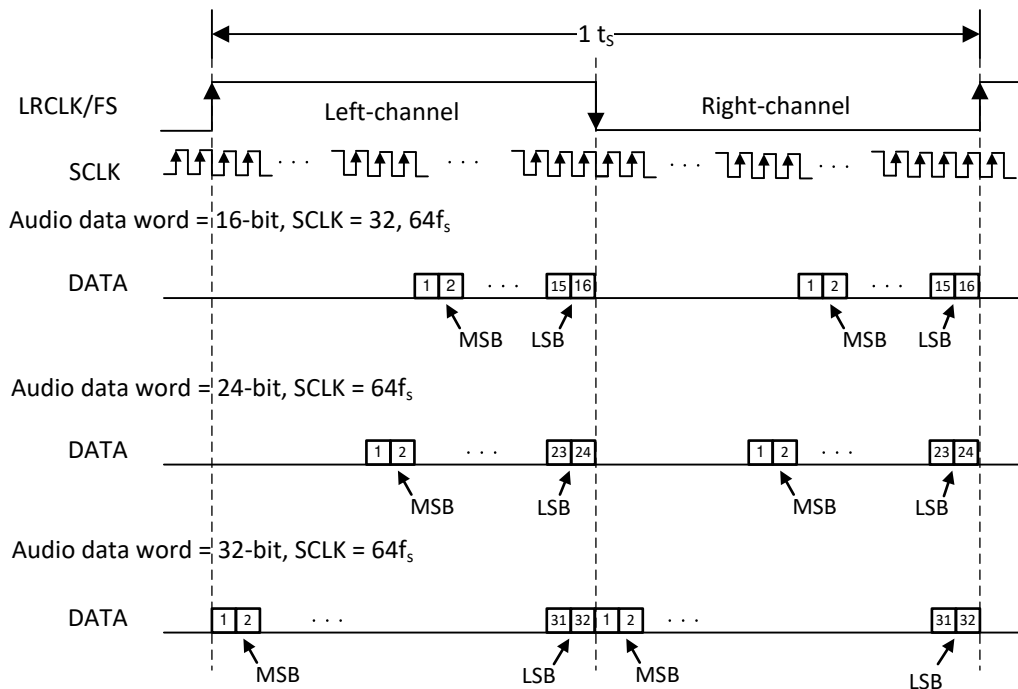 1 tₛ
LRCLK/FS Left-channel Right-channel
SCLK . . . . . . . . . . . .
Audio data word = 16-bit, SCLK = 32, 64fₛ
DATA 1 2 . . . 15 16 1 2 . . . 15 16
MSB LSB MSB LSB
Audio data word = 24-bit, SCLK = 64fₛ
DATA 1 2 . . . 23 24 1 2 . . . 23 24
MSB LSB MSB LSB
Audio data word = 32-bit, SCLK = 64fₛ
DATA 1 2 . . . 31 32 1 2 . . . 31 32
MSB LSB MSB LSB